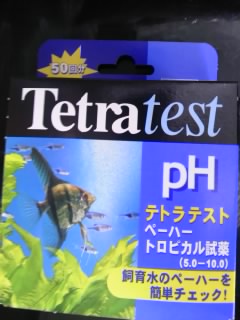 50回分
Tetratest
pH
テトラ テスト
ペーハー
トロピカル試薬
(5.0−10.0)
飼育水のペーハーを
簡単チェック!